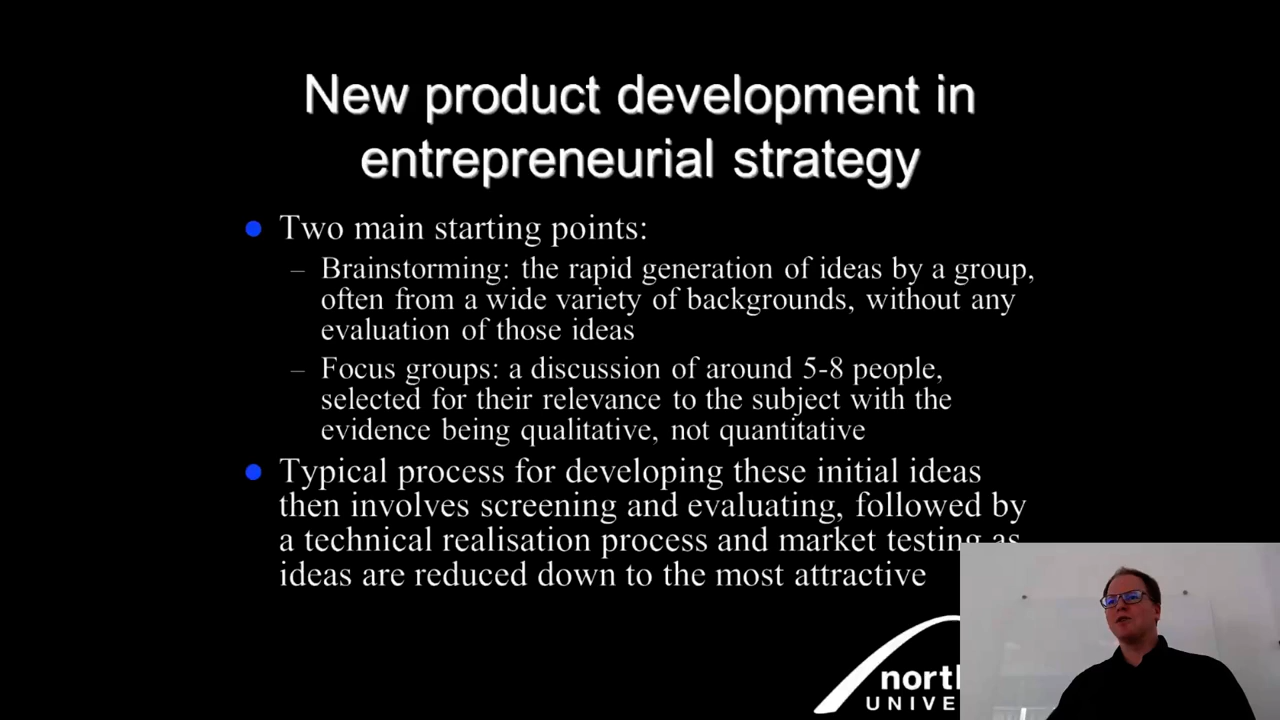 New product development in
entrepreneurial strategy
Two main starting points:
– Brainstorming: the rapid generation of ideas by a group,
often from a wide variety of backgrounds, without any
evaluation of those ideas
– Focus groups: a discussion of around 5-8 people,
selected for their relevance to the subject with the
evidence being qualitative, not quantitative
Typical process for developing these initial ideas
then involves screening and evaluating, followed by
a technical realisation process and market testing as
ideas are reduced down to the most attractive